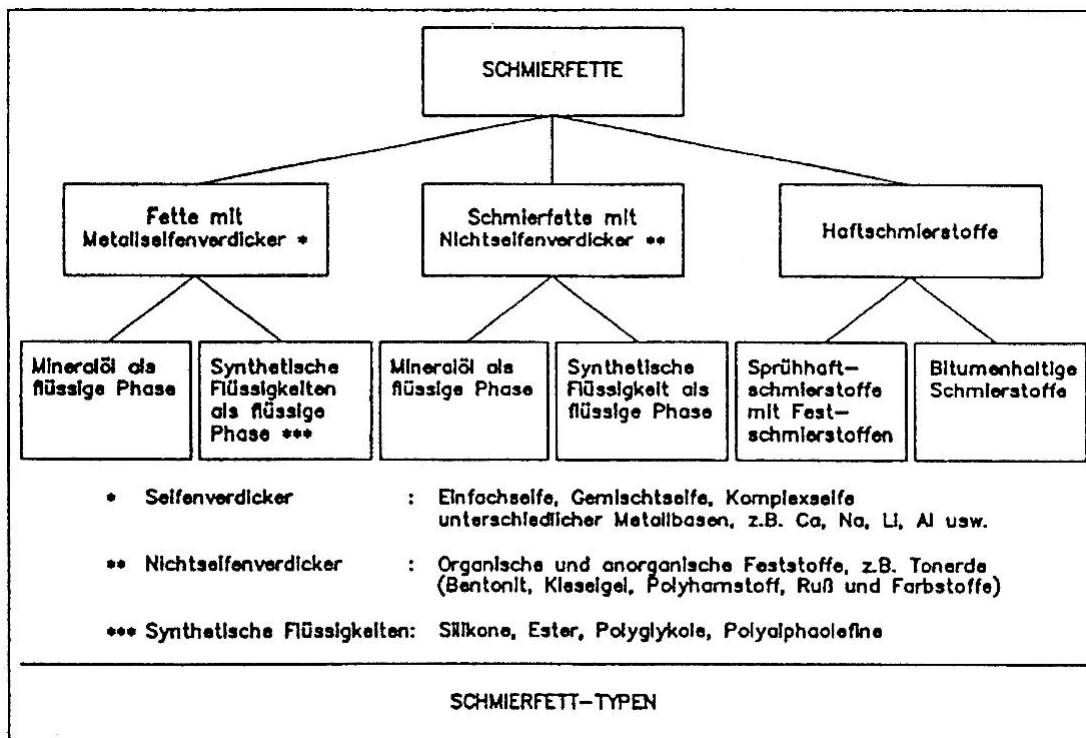 SCHMIERFETTE
Fette mit
Metallseifenverdicker *
Schmierfette mit
Nichtseifenverdicker **
Haftschmierstoffe
Mineralöl als
flüssige Phase
Synthetische
Flüssigkeiten
als flüssige
Phase ***
Mineralöl als
flüssige Phase
Synthetische
Flüssigkeit als
flüssige Phase
Sprühhaft-
schmierstoffe
mit Fest-
schmierstoffen
Bitumenhaltige
Schmierstoffe
* Seifenverdicker : Einfachseife, Gemischtseife, Komplexseife
unterschiedlicher Metallbasen, z.B. Ca, Na, Li, Al usw.
** Nichtseifenverdicker : Organische und anorganische Feststoffe, z.B. Tonerde
(Bentonit, Kieselgel, Polyharnstoff, Ruß und Farbstoffe)
*** Synthetische Flüssigkeiten: Silikone, Ester, Polyglykole, Polyalphaolefine
SCHMIERFETT-TYPEN